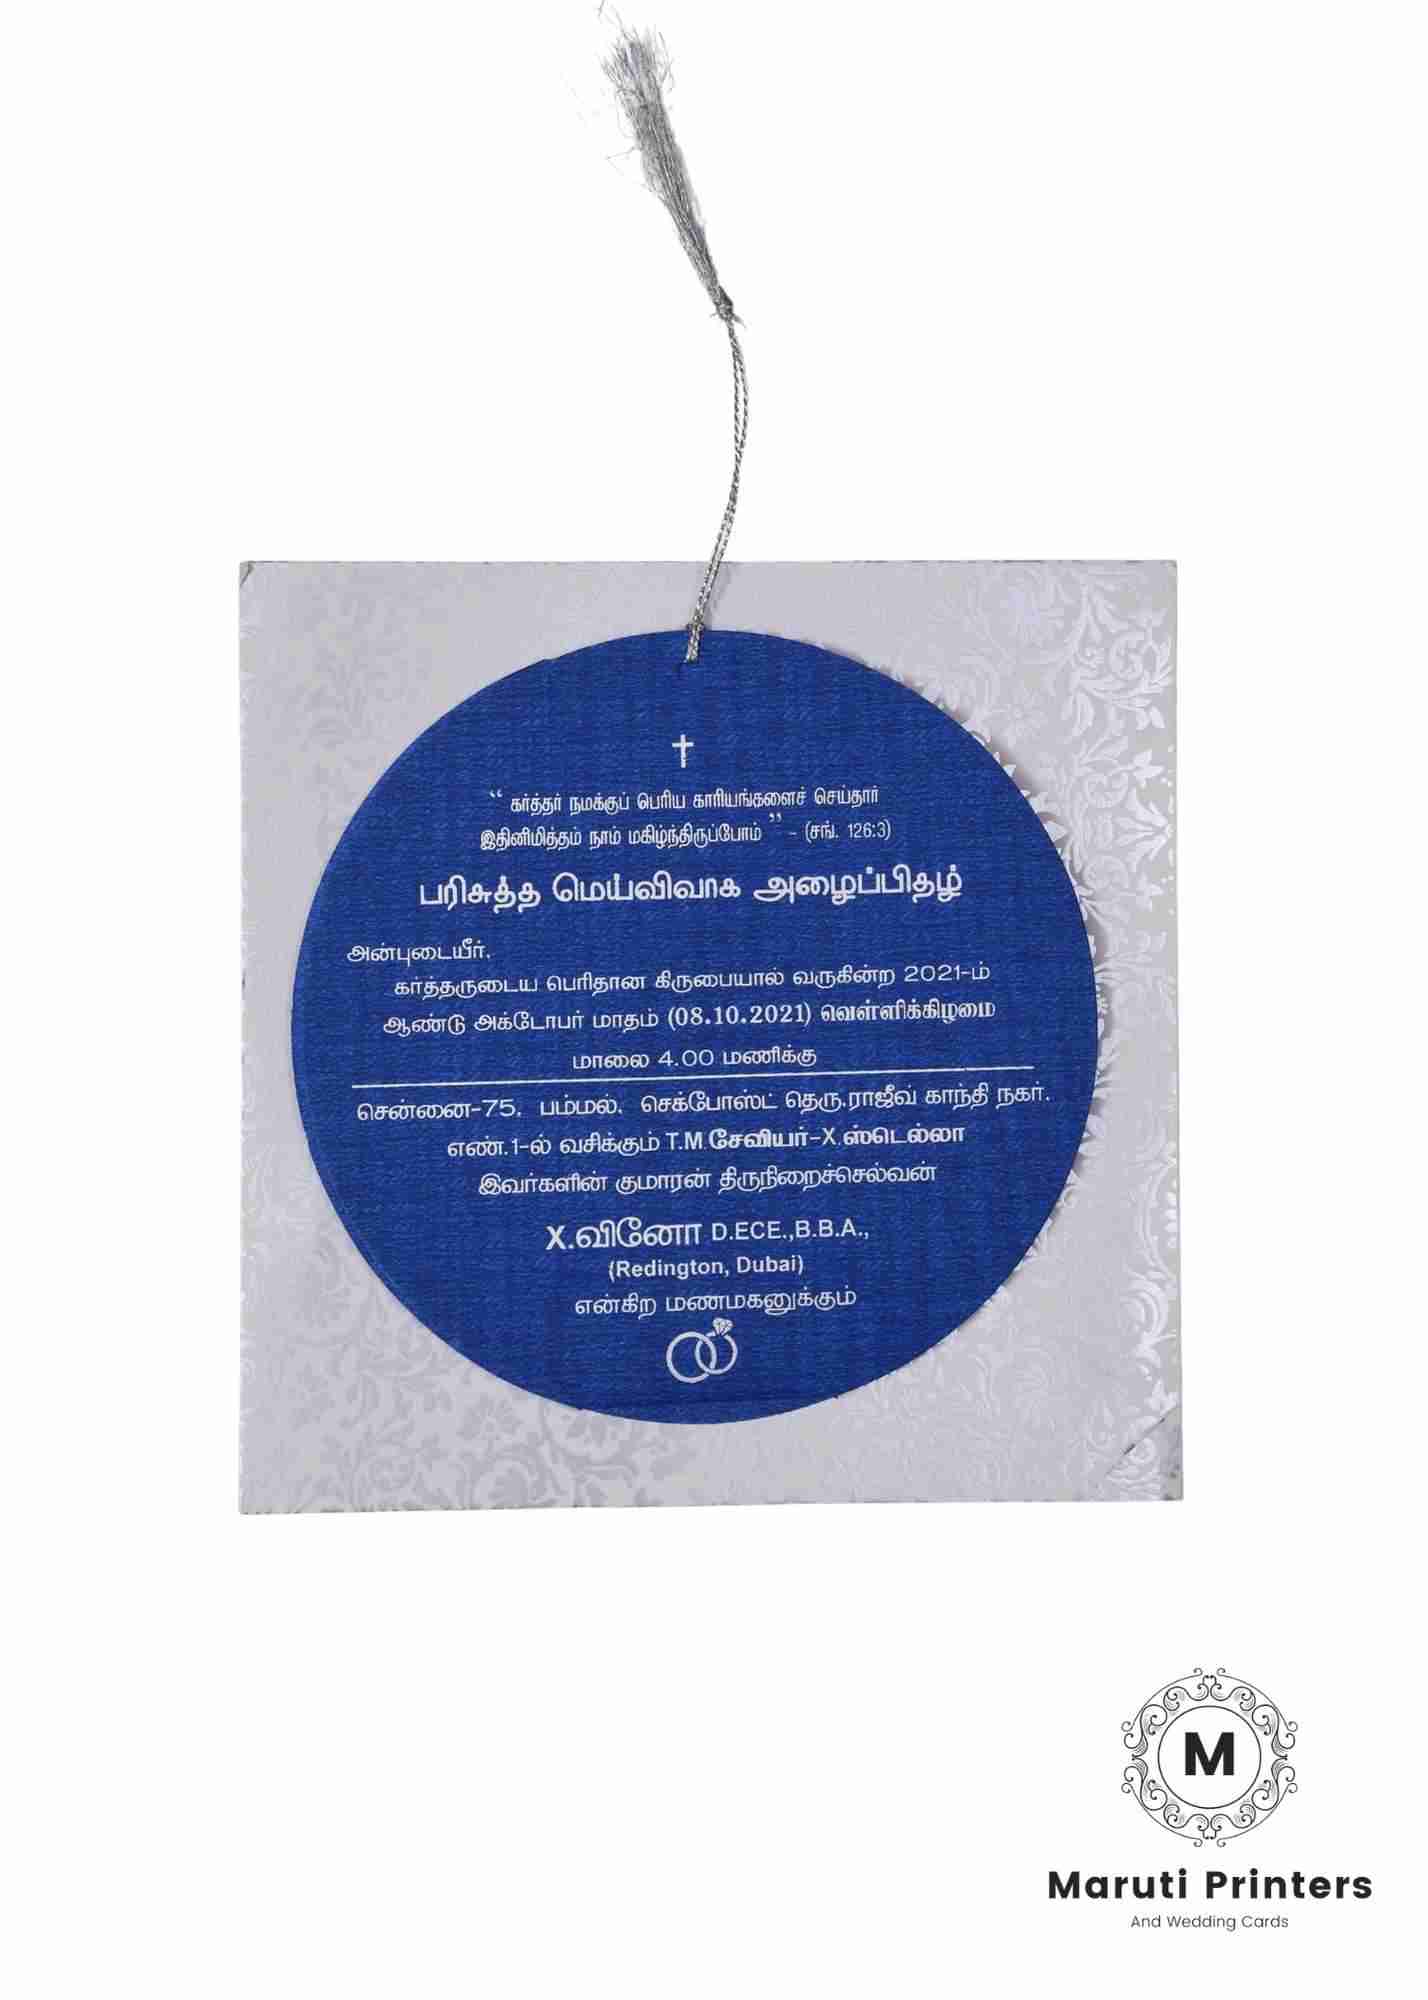 “ கர்த்தர் நமக்குப் பெரிய காரியங்களைச் செய்தார்
இதினிமித்தம் நாம் மகிழ்ந்திருப்போம் ” - (சங். 126:3)
பரிசுத்த மெய்விவாக அழைப்பிதழ்
அன்புடையீர்.
கர்த்தருடைய பெரிதான கிருபையால் வருகின்ற 2021-ம்
ஆண்டு அக்டோபர் மாதம் (08.10.2021) வெள்ளிக்கிழமை
மாலை 4.00 மணிக்கு
சென்னை-75. பம்மல். செக்போஸ்ட் தெரு.ராஜீவ் காந்தி நகர்.
எண்.1-ல் வசிக்கும் T.M.சேவியர்-X.ஸ்டெல்லா
இவர்களின் குமாரன் திருநிறைச்செல்வன்
X.வினோ D.ECE.,B.B.A.,
(Redington, Dubai)
என்கிற மணமகனுக்கும்
M
Maruti Printers
And Wedding Cards